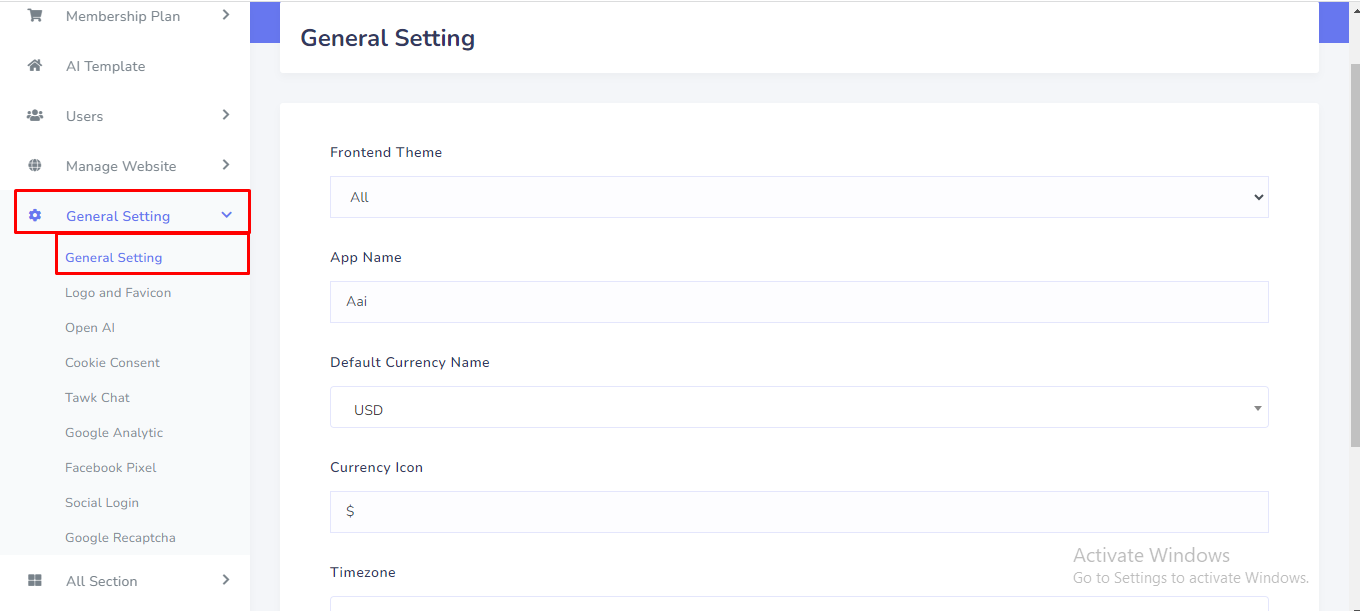 Membership Plan
AI Template
Users
Manage Website
General Setting
General Setting
Logo and Favicon
Open AI
Cookie Consent
Tawk Chat
Google Analytic
Facebook Pixel
Social Login
Google Recaptcha
All Section
General Setting
Frontend Theme
All
App Name
Aai
Default Currency Name
USD
Currency Icon
$
Timezone
Activate Windows
Go to Settings to activate Windows.